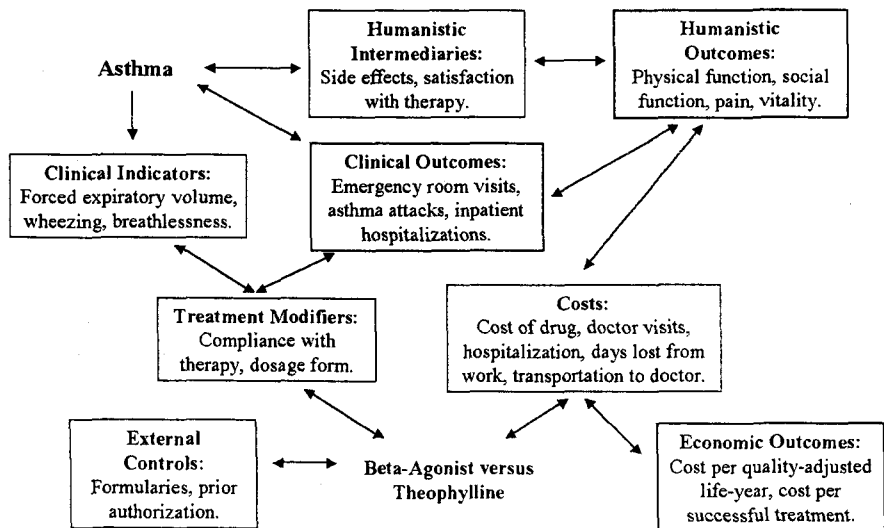 Asthma
Humanistic
Intermediaries:
Side effects, satisfaction
with therapy.
Humanistic
Outcomes:
Physical function, social
function, pain, vitality.
Clinical Indicators:
Forced expiratory volume,
wheezing, breathlessness.
Clinical Outcomes:
Emergency room visits,
asthma attacks, inpatient
hospitalizations.
Treatment Modifiers:
Compliance with
therapy, dosage form.
Costs:
Cost of drug, doctor visits,
hospitalization, days lost from
work, transportation to doctor.
External
Controls:
Formularies, prior
authorization.
Beta-Agonist versus
Theophylline
Economic Outcomes:
Cost per quality-adjusted
life-year, cost per
successful treatment.